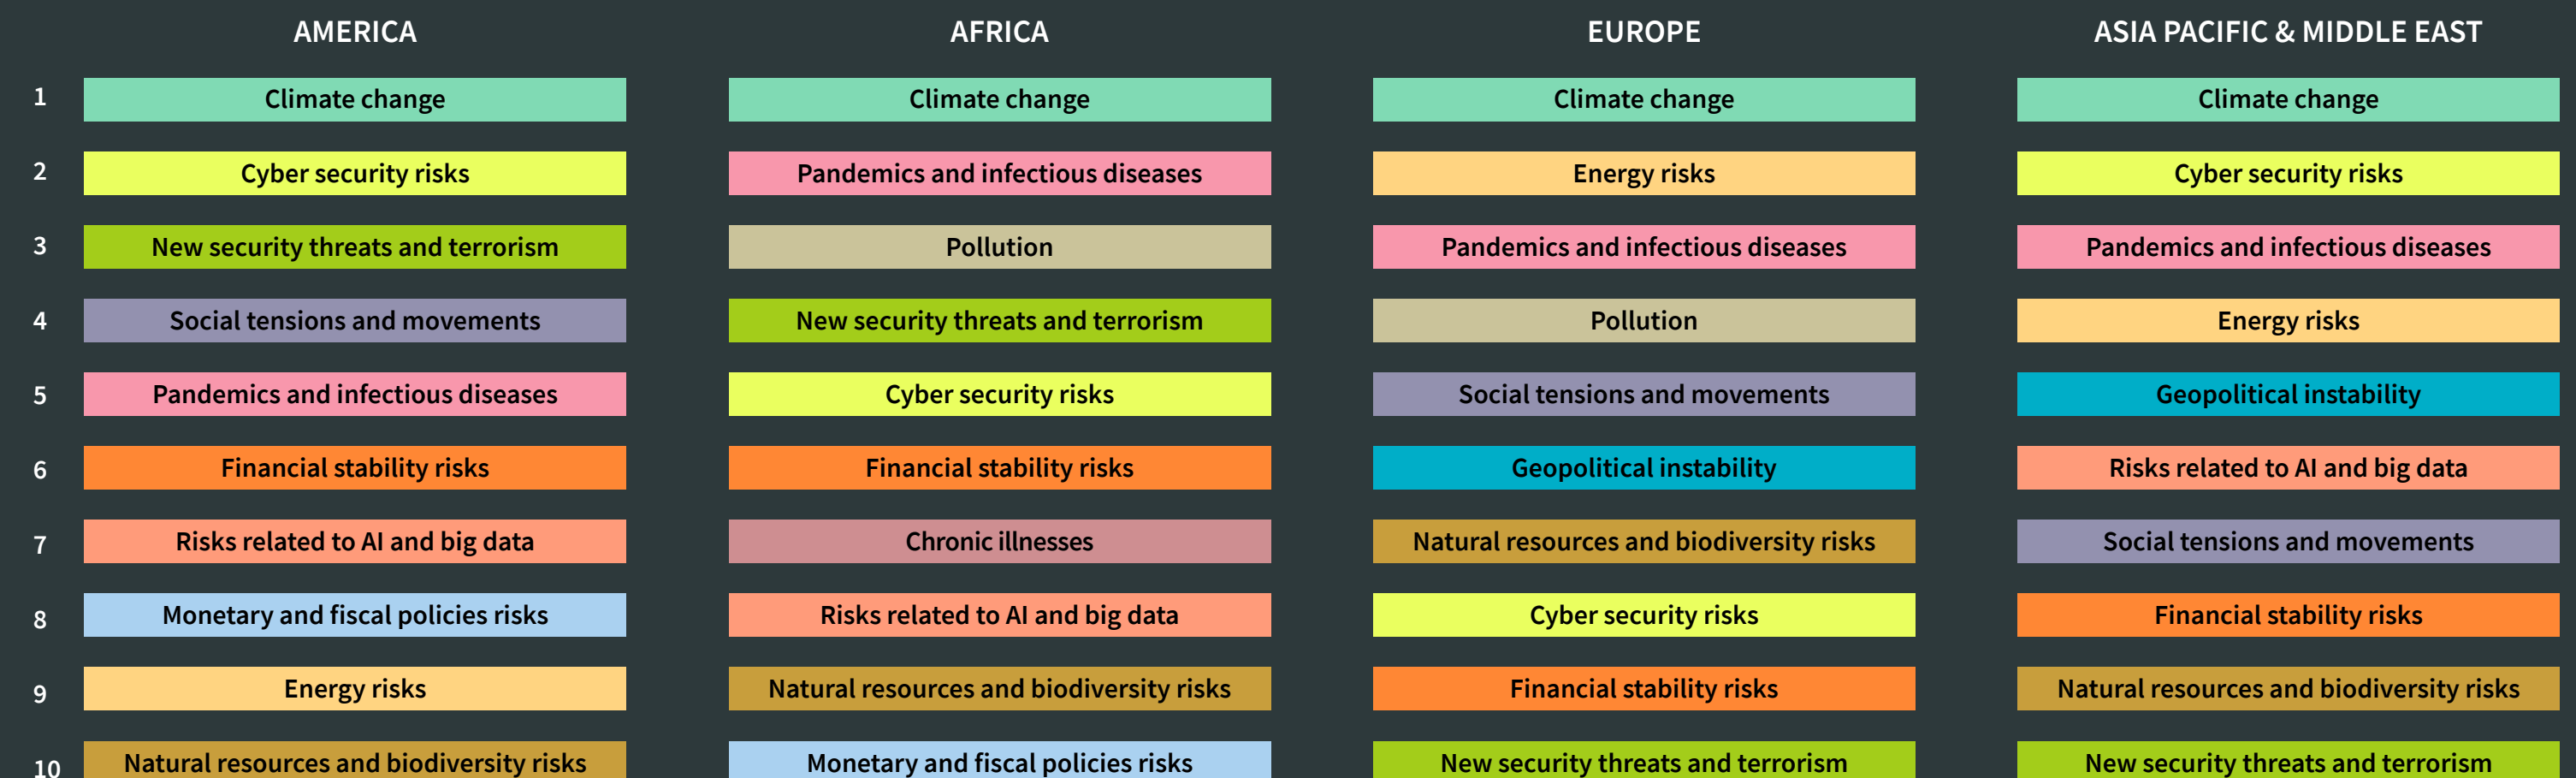 AMERICA AFRICA EUROPE ASIA PACIFIC & MIDDLE EAST
1 Climate change Climate change Climate change Climate change
2 Cyber security risks Pandemics and infectious diseases Energy risks Cyber security risks
3 New security threats and terrorism Pollution Pandemics and infectious diseases Pandemics and infectious diseases
4 Social tensions and movements New security threats and terrorism Pollution Energy risks
5 Pandemics and infectious diseases Cyber security risks Social tensions and movements Geopolitical instability
6 Financial stability risks Financial stability risks Geopolitical instability Risks related to AI and big data
7 Risks related to AI and big data Chronic illnesses Natural resources and biodiversity risks Social tensions and movements
8 Monetary and fiscal policies risks Risks related to AI and big data Cyber security risks Financial stability risks
9 Energy risks Natural resources and biodiversity risks Financial stability risks Natural resources and biodiversity risks
10 Natural resources and biodiversity risks Monetary and fiscal policies risks New security threats and terrorism New security threats and terrorism